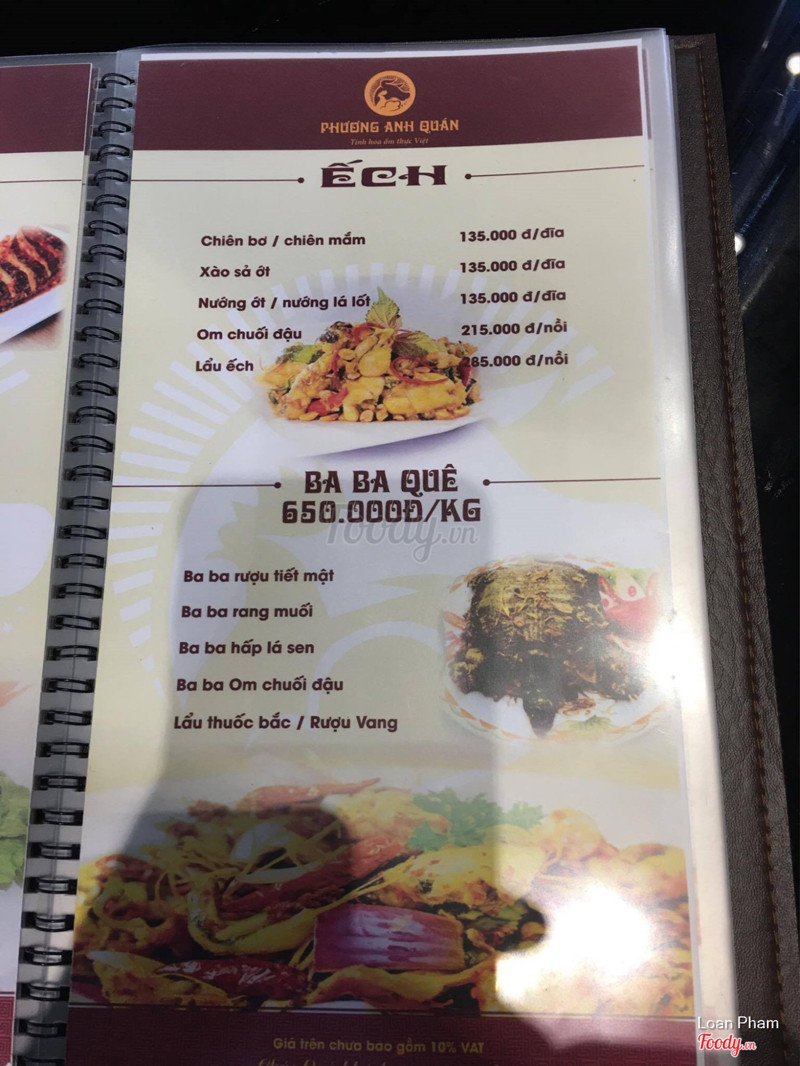 PHƯƠNG ANH QUÁN
Tinh hoa ẩm thực Việt
ẾCH
Chiên bơ / chiên mắm 135.000 đ/đĩa
Xào sả ớt 135.000 đ/đĩa
Nướng ớt / nướng lá lốt 135.000 đ/đĩa
Om chuối đậu 215.000 đ/nồi
Lẩu ếch 285.000 đ/nồi
BA BA QUÊ
650.000Đ/KG
Foody.vn
Ba ba rượu tiết mật
Ba ba rang muối
Ba ba hấp lá sen
Ba ba Om chuối đậu
Lẩu thuốc bắc / Rượu Vang
Giá trên chưa bao gồm 10% VAT
Loan Pham
Foody.vn